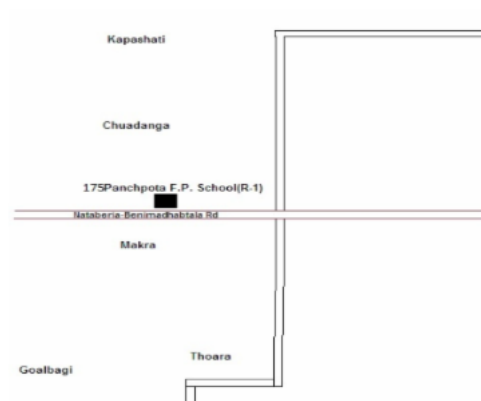 Kapashati
Chuadanga
175Panchpota F.P. School(R-1)
Nataberia-Benimadhabtala Rd
Makra
Thoara
Goalbagi